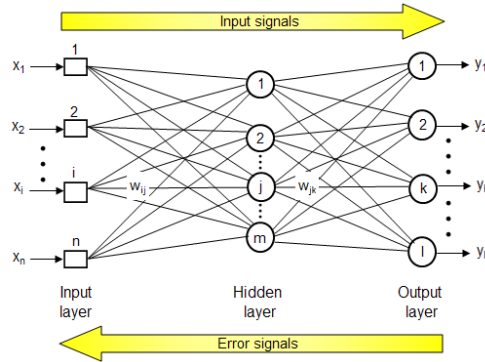 Input signals
x1 1 1 y1
1
x2 2 2 y2
2
xi i wij j wjk k
n m
xn l
Input layer
Hidden layer
Output layer
Error signals